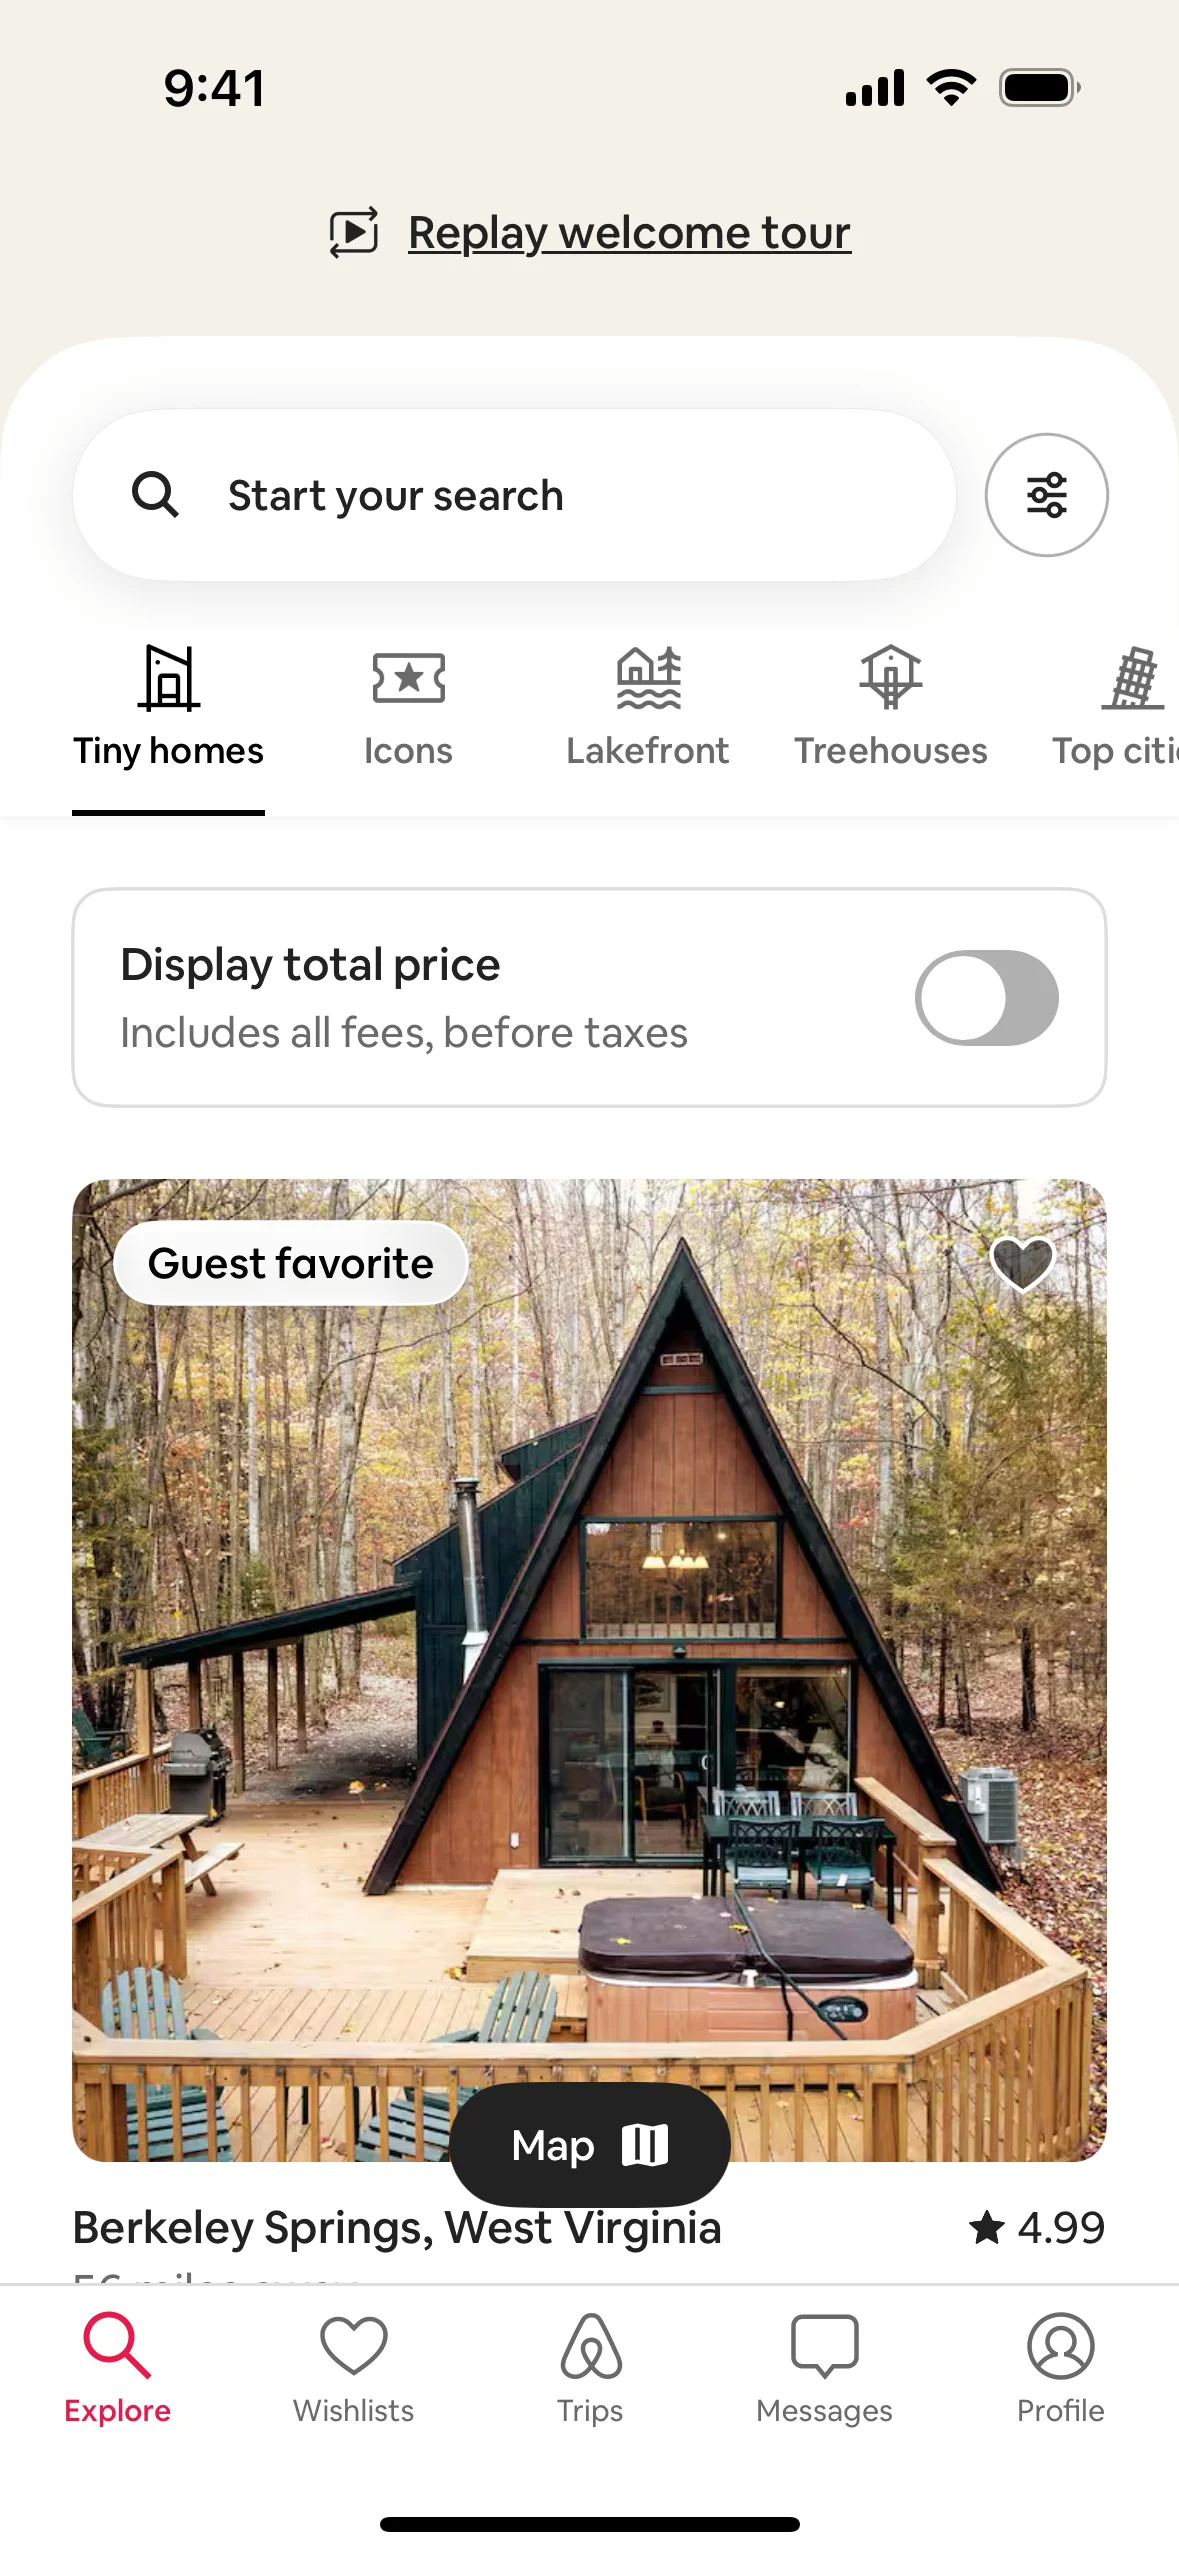 9:41
Replay welcome tour
Start your search
Tiny homes
Icons
Lakefront
Treehouses
Top citi
Display total price
Includes all fees, before taxes
Guest favorite
Map
Berkeley Springs, West Virginia
4.99
Explore
Wishlists
Trips
Messages
Profile